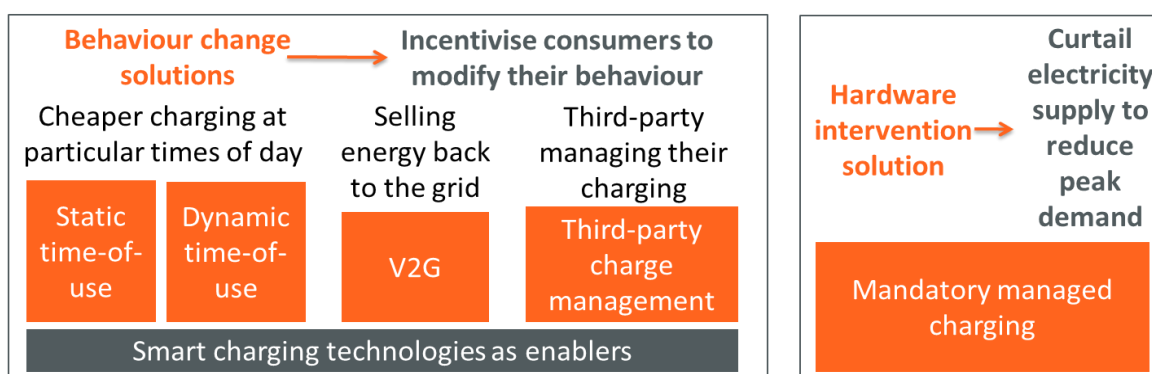 Behaviour change
solutions
Incentivise consumers to
modify their behaviour
Cheaper charging at
particular times of day
Selling
energy back
to the grid
Third-party
managing their
charging
Static
time-of-
use
Dynamic
time-of-
use
V2G
Third-party
charge
management
Smart charging technologies as enablers
Hardware
intervention
solution
Curtail
electricity
supply to
reduce
peak
demand
Mandatory managed
charging